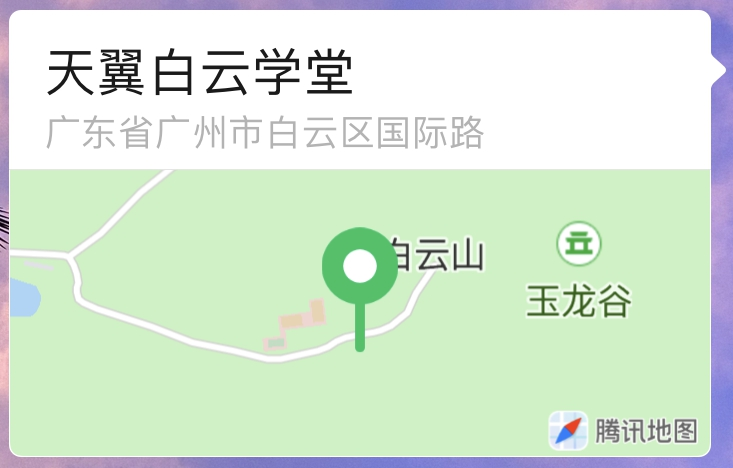 天翼白云学堂
广东省广州市白云区国际路
白云山
玉龙谷
腾讯地图